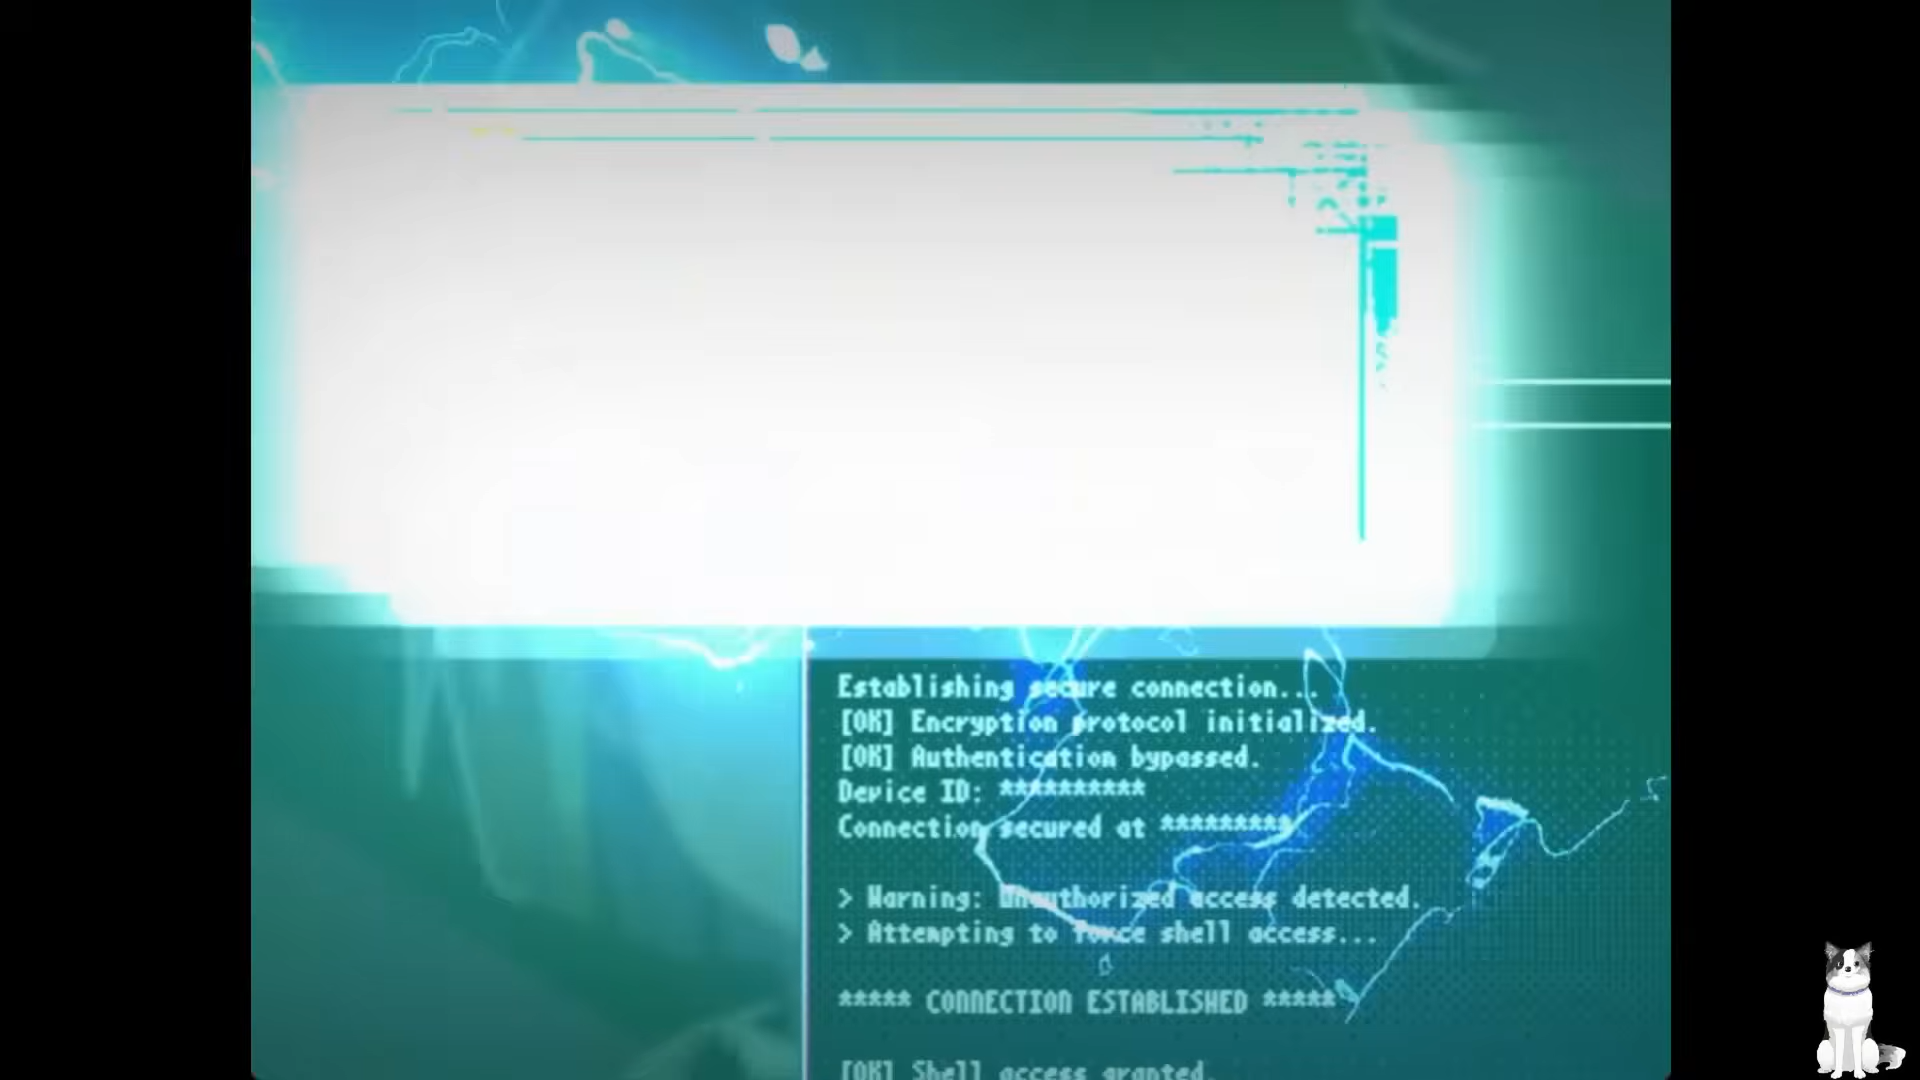 Establishing secure connection...
[OK] Encryption protocol initialized.
[OK] Authentication bypassed.
Device ID: **********
Connection secured at *********
> Warning: Unauthorized access detected.
> Attempting to force shell access...
***** CONNECTION ESTABLISHED *****
[OK] Shell access granted.